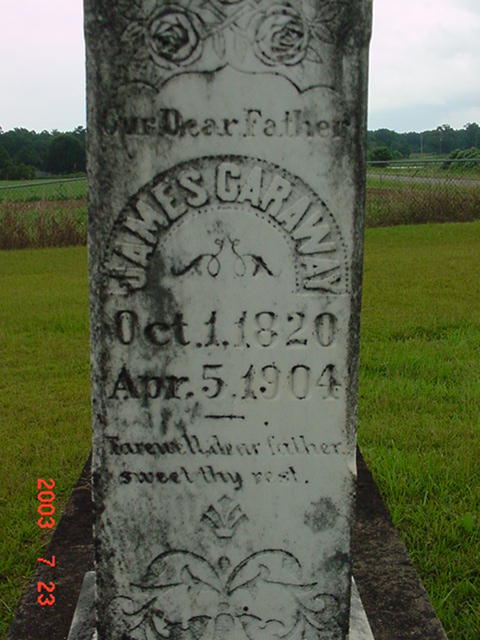 Our Dear Father
JAMES GARAWAY
Oct. 1, 1820
Apr. 5. 1904
Farewell, dear father,
sweet thy rest.
2003 7 23